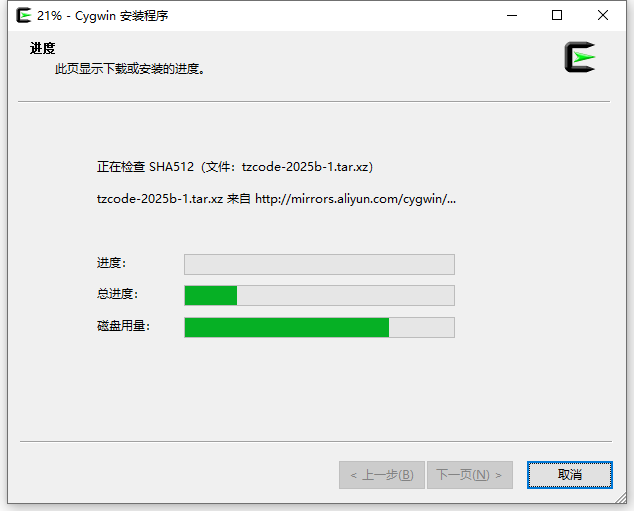 21% - Cygwin 安装程序
进度
此页显示下载或安装的进度。
正在检查 SHA512（文件：tzcode-2025b-1.tar.xz）
tzcode-2025b-1.tar.xz 来自 http://mirrors.aliyun.com/cygwin/...
进度：
总进度：
磁盘用量：
< 上一步(B) 下一页(N) > 取消